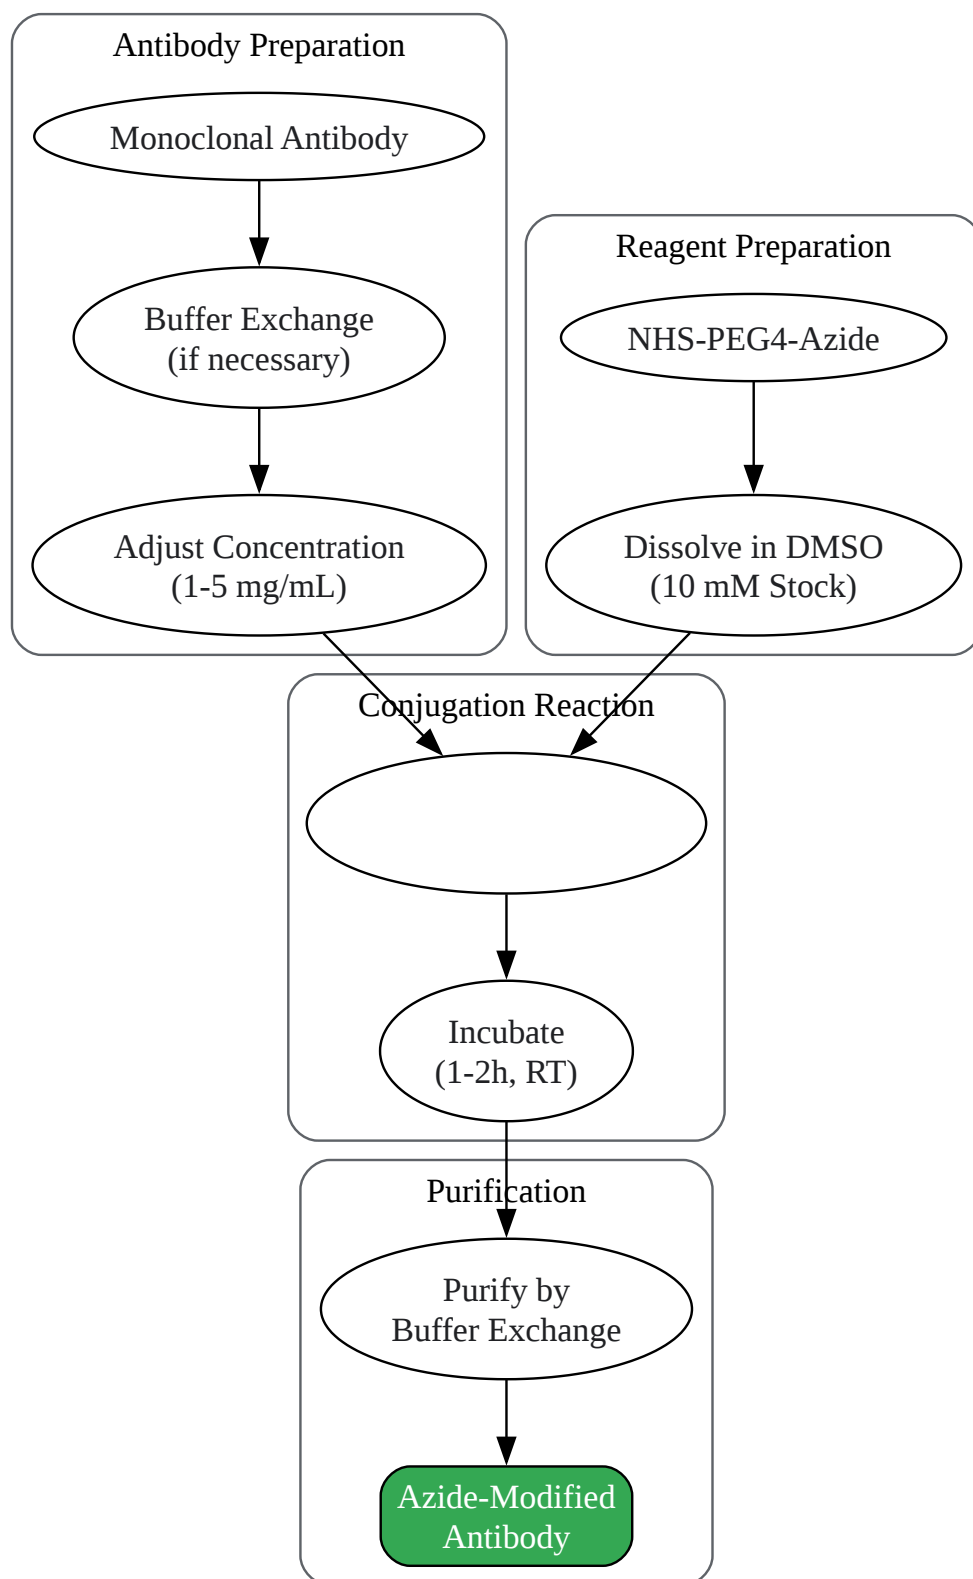 Antibody Preparation
Monoclonal Antibody
Buffer Exchange
(if necessary)
Adjust Concentration
(1-5 mg/mL)
Reagent Preparation
NHS-PEG4-Azide
Dissolve in DMSO
(10 mM Stock)
Conjugation Reaction
Incubate
(1-2h, RT)
Purification
Purify by
Buffer Exchange
Azide-Modified
Antibody